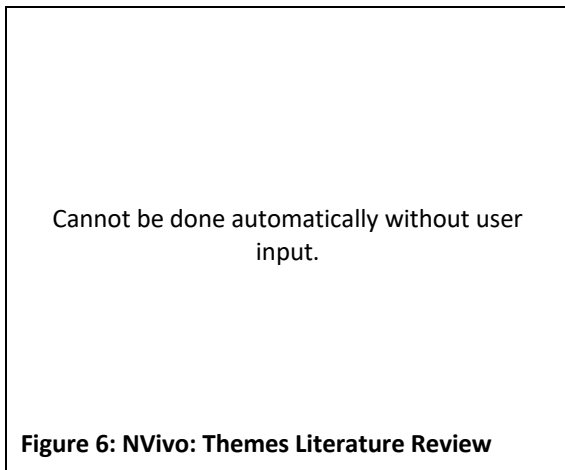 Cannot be done automatically without user
input.
Figure 6: NVivo: Themes Literature Review